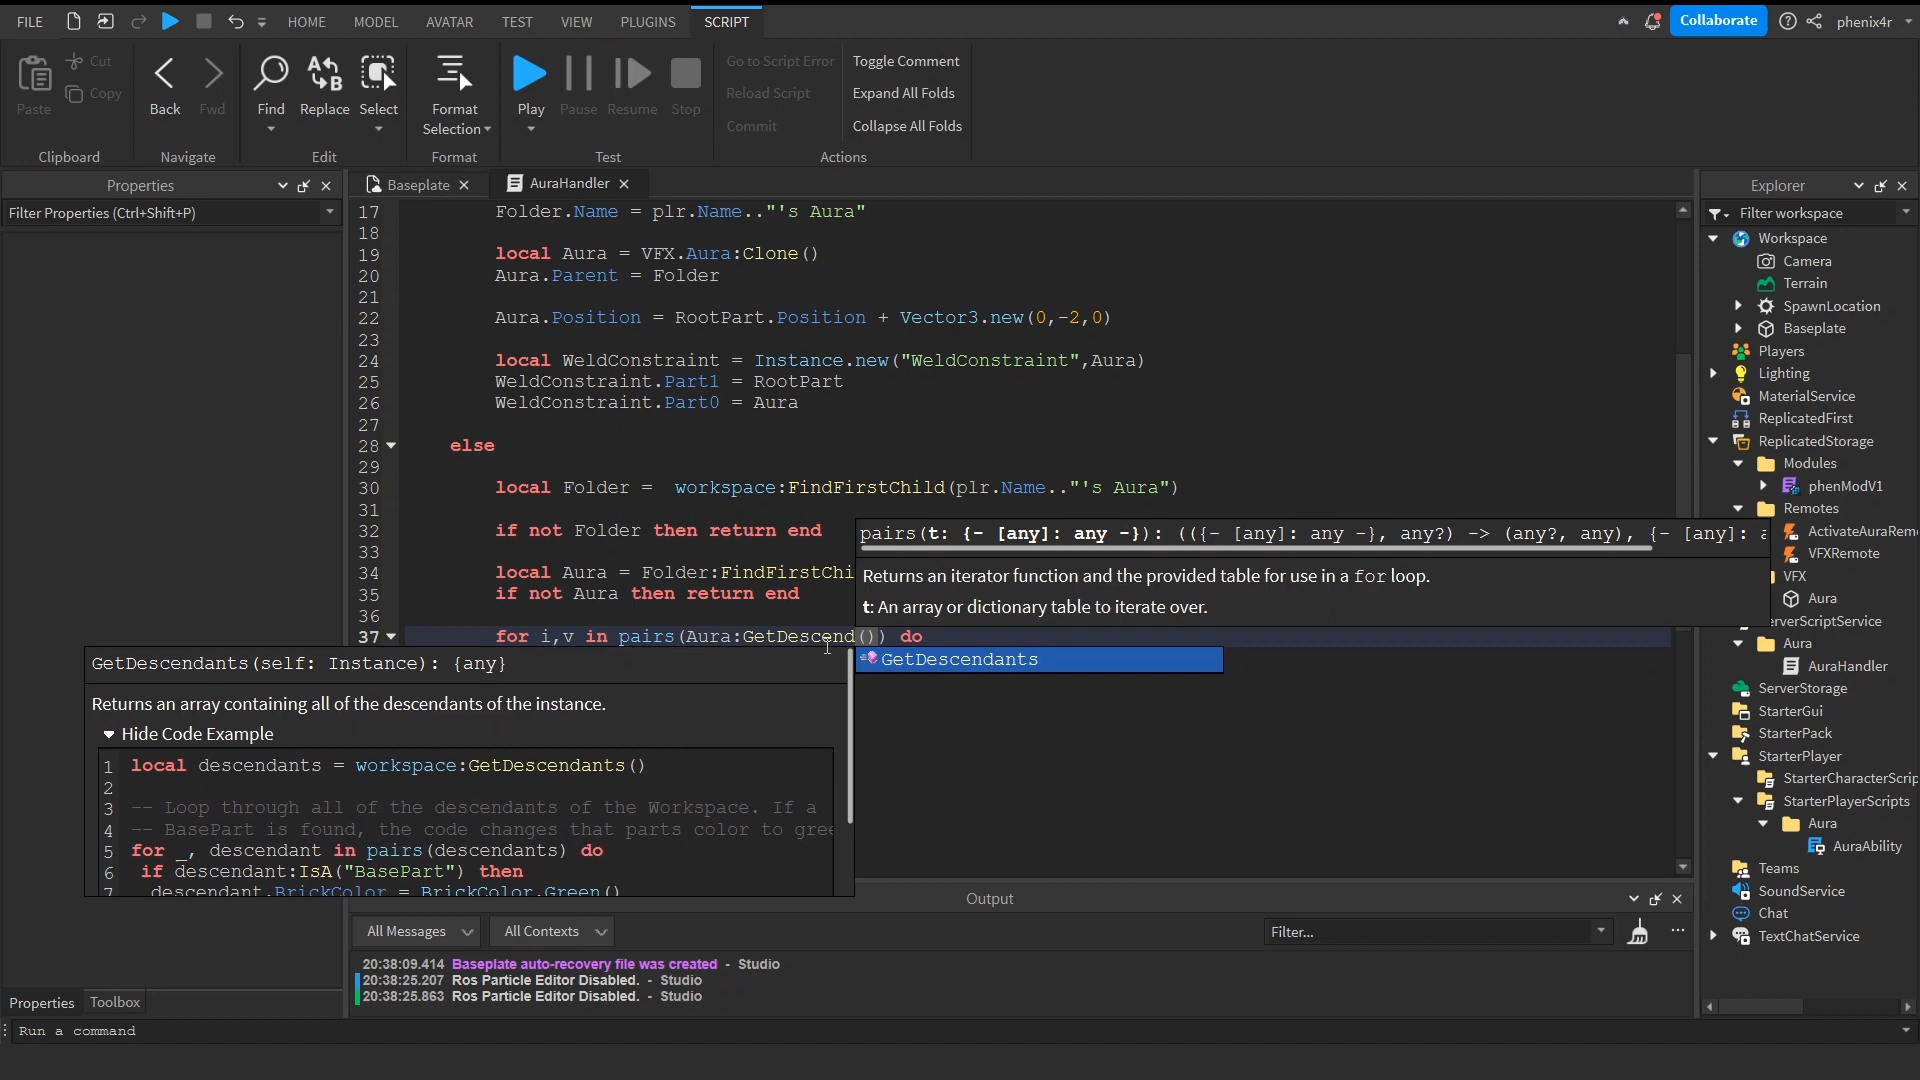 FILE HOME MODEL AVATAR TEST VIEW PLUGINS SCRIPT Collaborate phenix4r
Paste Cut Copy Back Fwd Find Replace Select Format Selection Play Pause Resume Stop
Go to Script Error
Reload Script
Commit
Toggle Comment
Expand All Folds
Collapse All Folds
Clipboard Navigate Edit Format Test Actions
Properties
Filter Properties (Ctrl+Shift+P)
Baseplate AuraHandler
17 Folder.Name = plr.Name.."'s Aura"
18
19 local Aura = VFX.Aura:Clone()
20 Aura.Parent = Folder
21
22 Aura.Position = RootPart.Position + Vector3.new(0,-2,0)
23
24 local WeldConstraint = Instance.new("WeldConstraint",Aura)
25 WeldConstraint.Part1 = RootPart
26 WeldConstraint.Part0 = Aura
27
28 else
29
30 local Folder =  workspace:FindFirstChild(plr.Name.."'s Aura")
31
32 if not Folder then return end
33
34 local Aura = Folder:FindFirstChi
35 if not Aura then return end
36
37 for i,v in pairs(Aura:GetDescend()) do
pairs(t: {- [any]: any -}): (({- [any]: any -}, any?) -> (any?, any), {- [any]: a
Returns an iterator function and the provided table for use in a for loop.
t: An array or dictionary table to iterate over.
GetDescendants
GetDescendants(self: Instance): {any}
Returns an array containing all of the descendants of the instance.
Hide Code Example
1 local descendants = workspace:GetDescendants()
2
3 -- Loop through all of the descendants of the Workspace. If a
4 -- BasePart is found, the code changes that parts color to gree
5 for _, descendant in pairs(descendants) do
6 if descendant:IsA("BasePart") then
7 descendant.BrickColor = BrickColor.Green()
Output
All Messages All Contexts Filter...
20:38:09.414 Baseplate auto-recovery file was created - Studio
20:38:25.207 Ros Particle Editor Disabled. - Studio
20:38:25.863 Ros Particle Editor Disabled. - Studio
Properties Toolbox
Run a command
Explorer
Filter workspace
Workspace
Camera
Terrain
SpawnLocation
Baseplate
Players
Lighting
MaterialService
ReplicatedFirst
ReplicatedStorage
Modules
phenModV1
Remotes
ActivateAuraRem
VFXRemote
VFX
Aura
erverScriptService
Aura
AuraHandler
ServerStorage
StarterGui
StarterPack
StarterPlayer
StarterCharacterScrip
StarterPlayerScripts
Aura
AuraAbility
Teams
SoundService
Chat
TextChatService